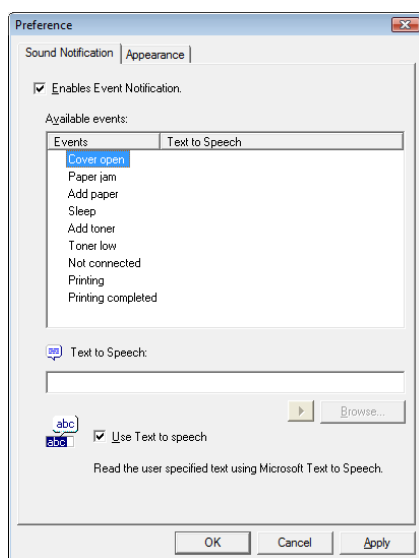 Preference
Sound Notification Appearance
Enables Event Notification.
Available events:
Events Text to Speech
Cover open
Paper jam
Add paper
Sleep
Add toner
Toner low
Not connected
Printing
Printing completed
Text to Speech:
Browse...
abc
abc
Use Text to speech
Read the user specified text using Microsoft Text to Speech.
OK Cancel Apply